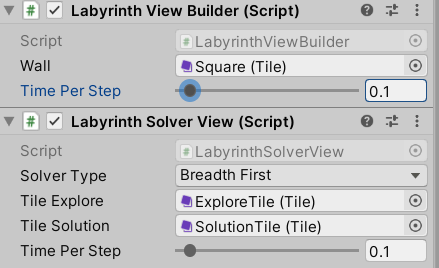 Labyrinth View Builder (Script)
Script LabyrinthViewBuilder
Wall Square (Tile)
Time Per Step 0.1
Labyrinth Solver View (Script)
Script LabyrinthSolverView
Solver Type Breadth First
Tile Explore ExploreTile (Tile)
Tile Solution SolutionTile (Tile)
Time Per Step 0.1